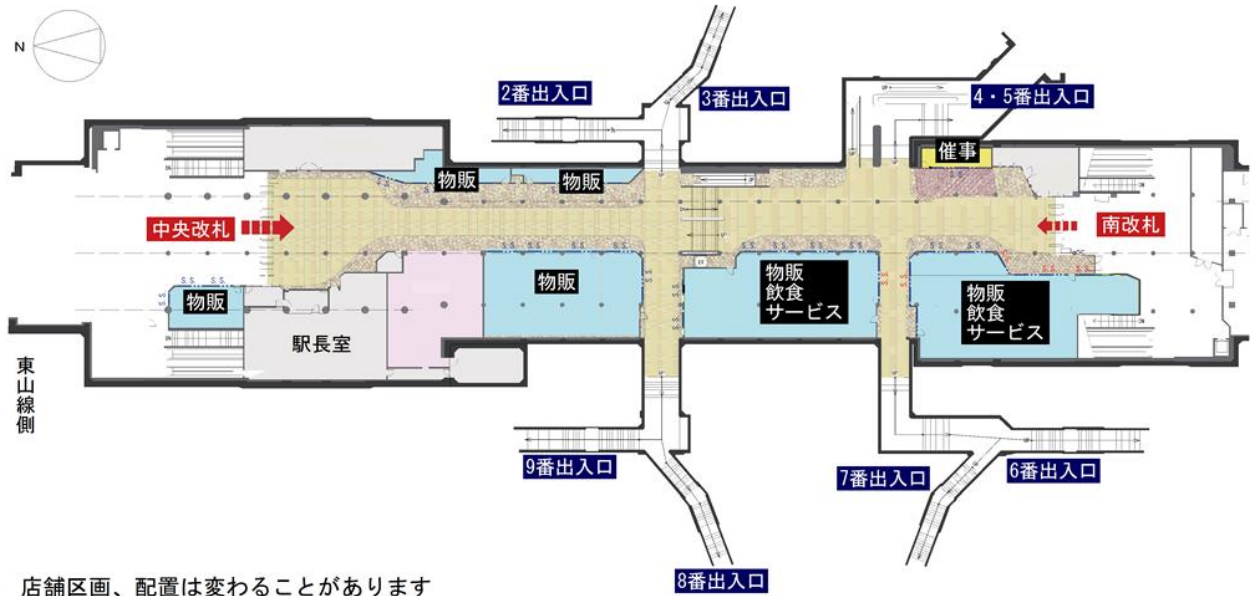 N
2番出入口
3番出入口
4・5番出入口
催事
物販
物販
中央改札
南改札
物販
物販
物販
飲食
サービス
物販
飲食
サービス
駅長室
東山線側
9番出入口
7番出入口
6番出入口
8番出入口
店舗区画、配置は変わることがあります